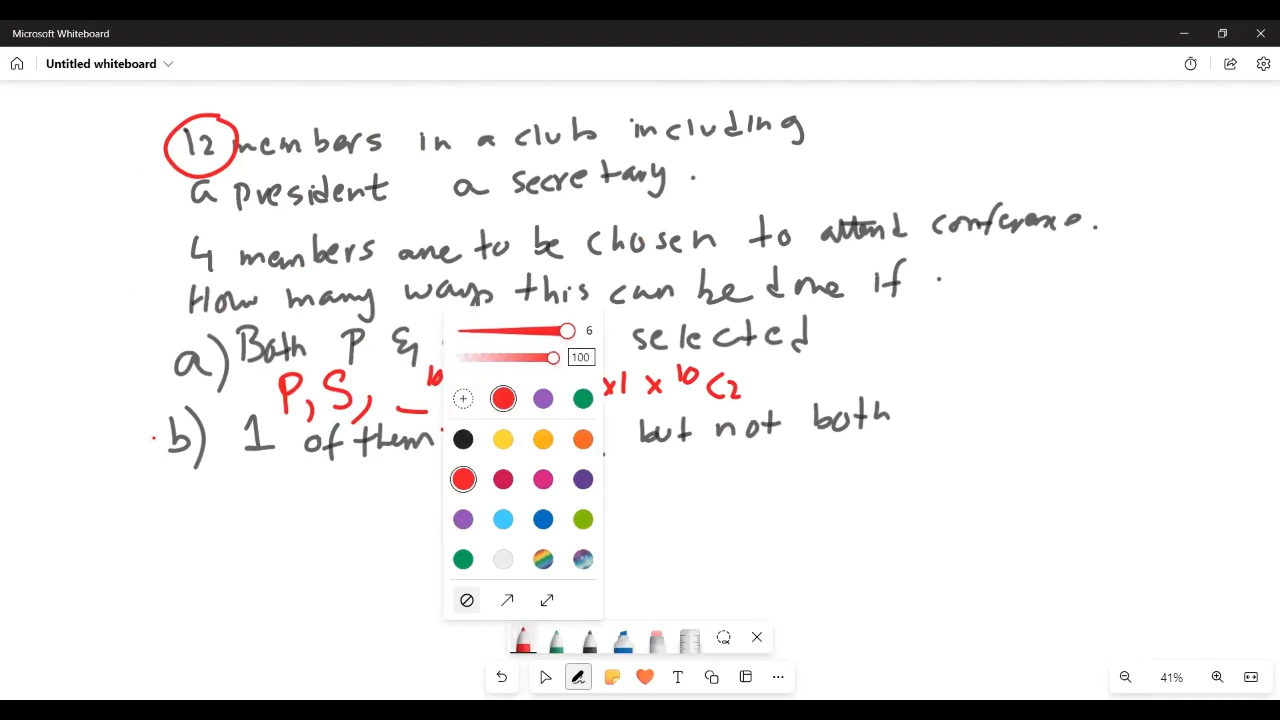 Microsoft Whiteboard
Untitled whiteboard
12 members in a club including
a president a secretary.
4 members are to be chosen to attend conference.
How many ways this can be done if
a) Both P & selected
6
100
P, S, _ 10 x1 x 10C2
b) 1 of them but not both
41%